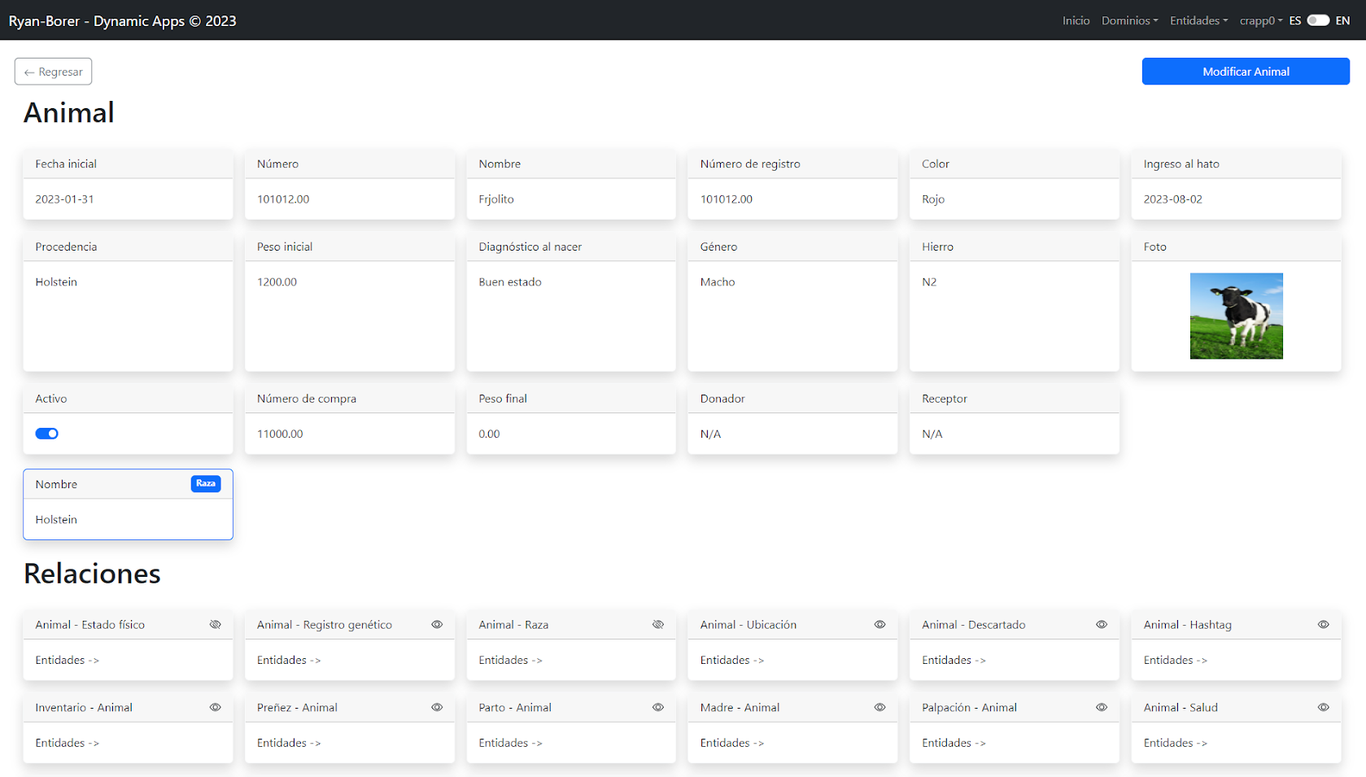 Ryan-Borer - Dynamic Apps © 2023 Inicio Dominios Entidades crapp0 ES EN
← Regresar Modificar Animal
Animal
Fecha inicial Número Nombre Número de registro Color Ingreso al hato
2023-01-31 101012.00 Frjolito 101012.00 Rojo 2023-08-02
Procedencia Peso inicial Diagnóstico al nacer Género Hierro Foto
Holstein 1200.00 Buen estado Macho N2
Activo Número de compra Peso final Donador Receptor
11000.00 0.00 N/A N/A
Nombre Raza
Holstein
Relaciones
Animal - Estado físico Animal - Registro genético Animal - Raza Animal - Ubicación Animal - Descartado Animal - Hashtag
Entidades -> Entidades -> Entidades -> Entidades -> Entidades -> Entidades ->
Inventario - Animal Preñez - Animal Parto - Animal Madre - Animal Palpación - Animal Animal - Salud
Entidades -> Entidades -> Entidades -> Entidades -> Entidades -> Entidades ->